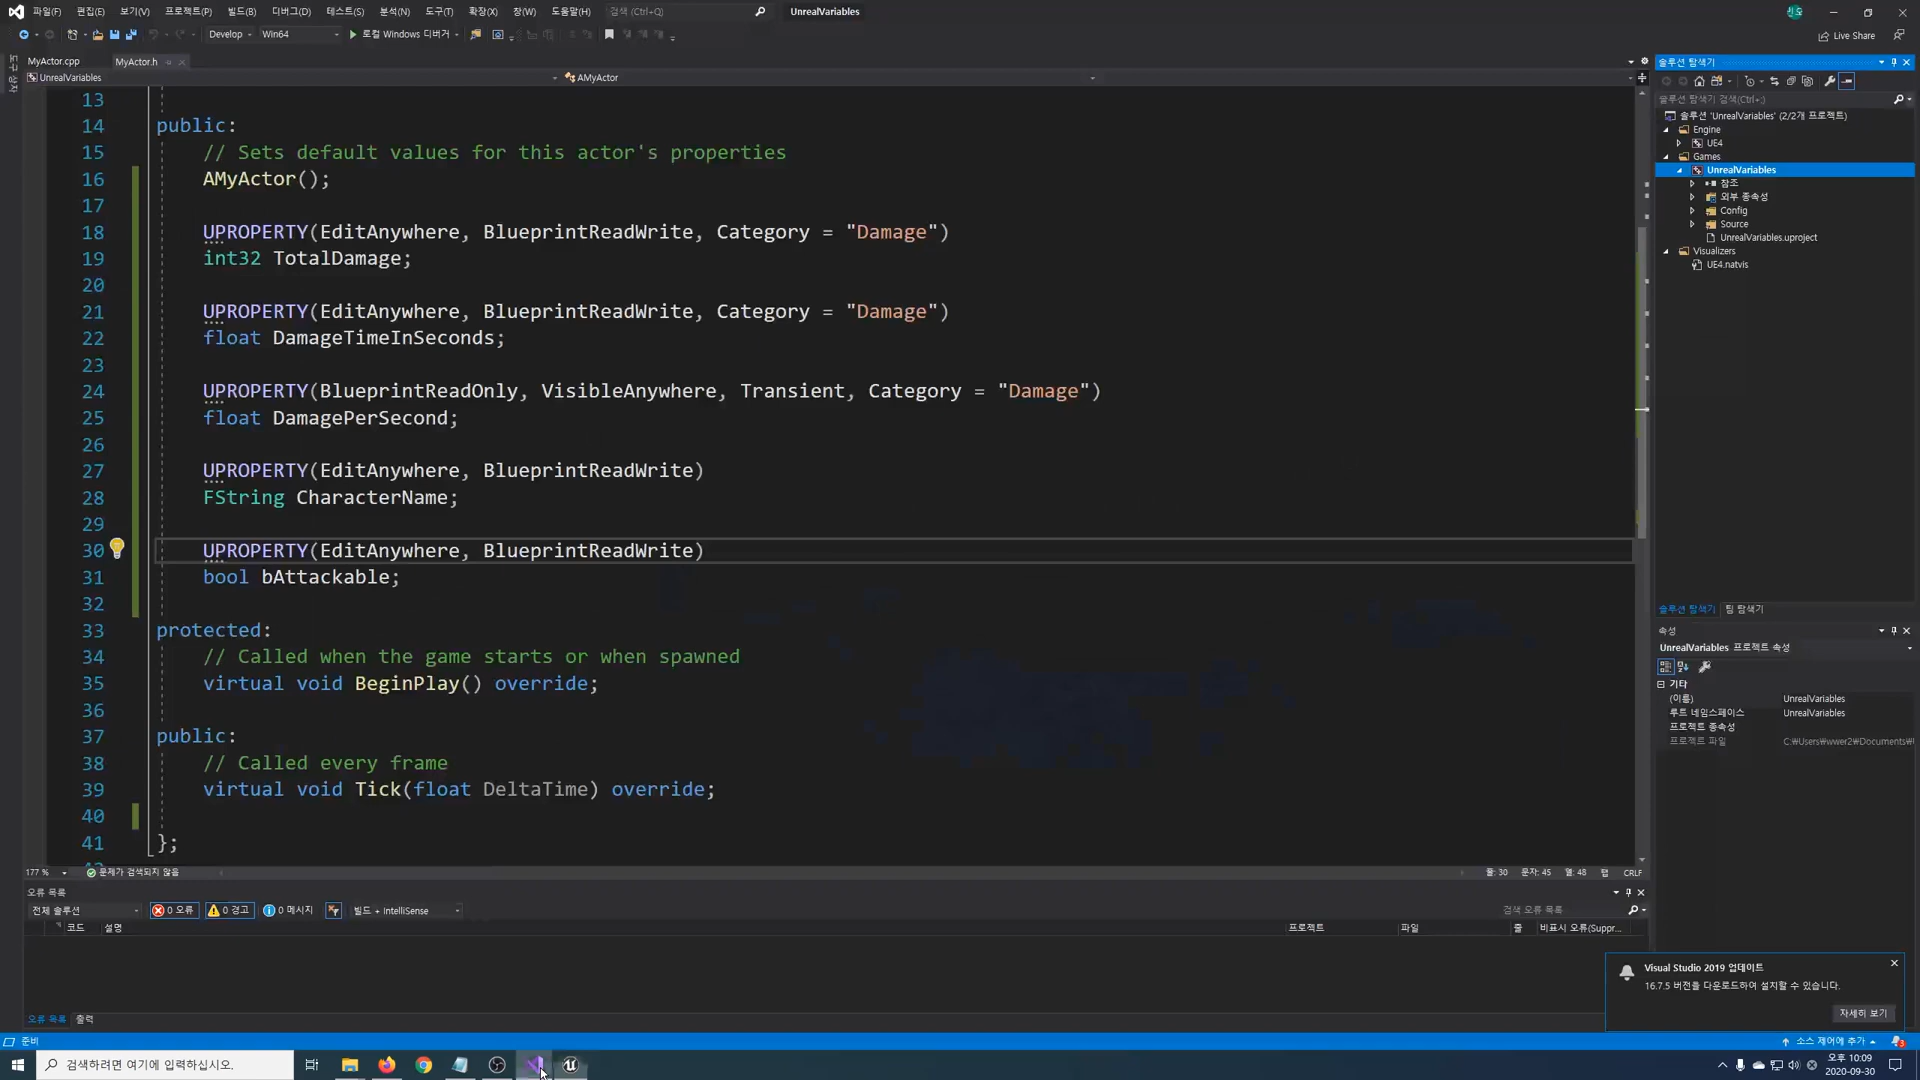 파일(F) 편집(E) 보기(V) 프로젝트(P) 빌드(B) 디버그(D) 테스트(S) 분석(N) 도구(T) 확장(X) 창(W) 도움말(H) 검색 (Ctrl+Q) UnrealVariables
Develop Win64 로컬 Windows 디버거 Live Share
MyActor.cpp MyActor.h
UnrealVariables AMyActor
13
14 public:
15 // Sets default values for this actor's properties
16 AMyActor();
17
18 UPROPERTY(EditAnywhere, BlueprintReadWrite, Category = "Damage")
19 int32 TotalDamage;
20
21 UPROPERTY(EditAnywhere, BlueprintReadWrite, Category = "Damage")
22 float DamageTimeInSeconds;
23
24 UPROPERTY(BlueprintReadOnly, VisibleAnywhere, Transient, Category = "Damage")
25 float DamagePerSecond;
26
27 UPROPERTY(EditAnywhere, BlueprintReadWrite)
28 FString CharacterName;
29
30 UPROPERTY(EditAnywhere, BlueprintReadWrite)
31 bool bAttackable;
32
33 protected:
34 // Called when the game starts or when spawned
35 virtual void BeginPlay() override;
36
37 public:
38 // Called every frame
39 virtual void Tick(float DeltaTime) override;
40
41 };
177 % 문제가 검색되지 않음 줄: 30 문자: 45 열: 48 탭 CRLF
오류 목록
전체 솔루션 0 오류 0 경고 0 메시지 빌드 + IntelliSense 검색 오류 목록
코드 설명 프로젝트 파일 줄 비표시 오류(Suppr...
오류 목록 출력
준비 소스 제어에 추가
솔루션 탐색기
솔루션 탐색기 검색(Ctrl+;)
솔루션 'UnrealVariables' (2/2개 프로젝트)
Engine
UE4
Games
UnrealVariables
참조
외부 종속성
Config
Source
UnrealVariables.uproject
Visualizers
UE4.natvis
솔루션 탐색기 팀 탐색기
속성
UnrealVariables 프로젝트 속성
기타
(이름) UnrealVariables
루트 네임스페이스 UnrealVariables
프로젝트 종속성
프로젝트 파일 C:₩Users₩wwer2₩Documents₩
Visual Studio 2019 업데이트
16.7.5 버전을 다운로드하여 설치할 수 있습니다.
자세히 보기
검색하려면 여기에 입력하십시오.
오후 10:09
2020-09-30